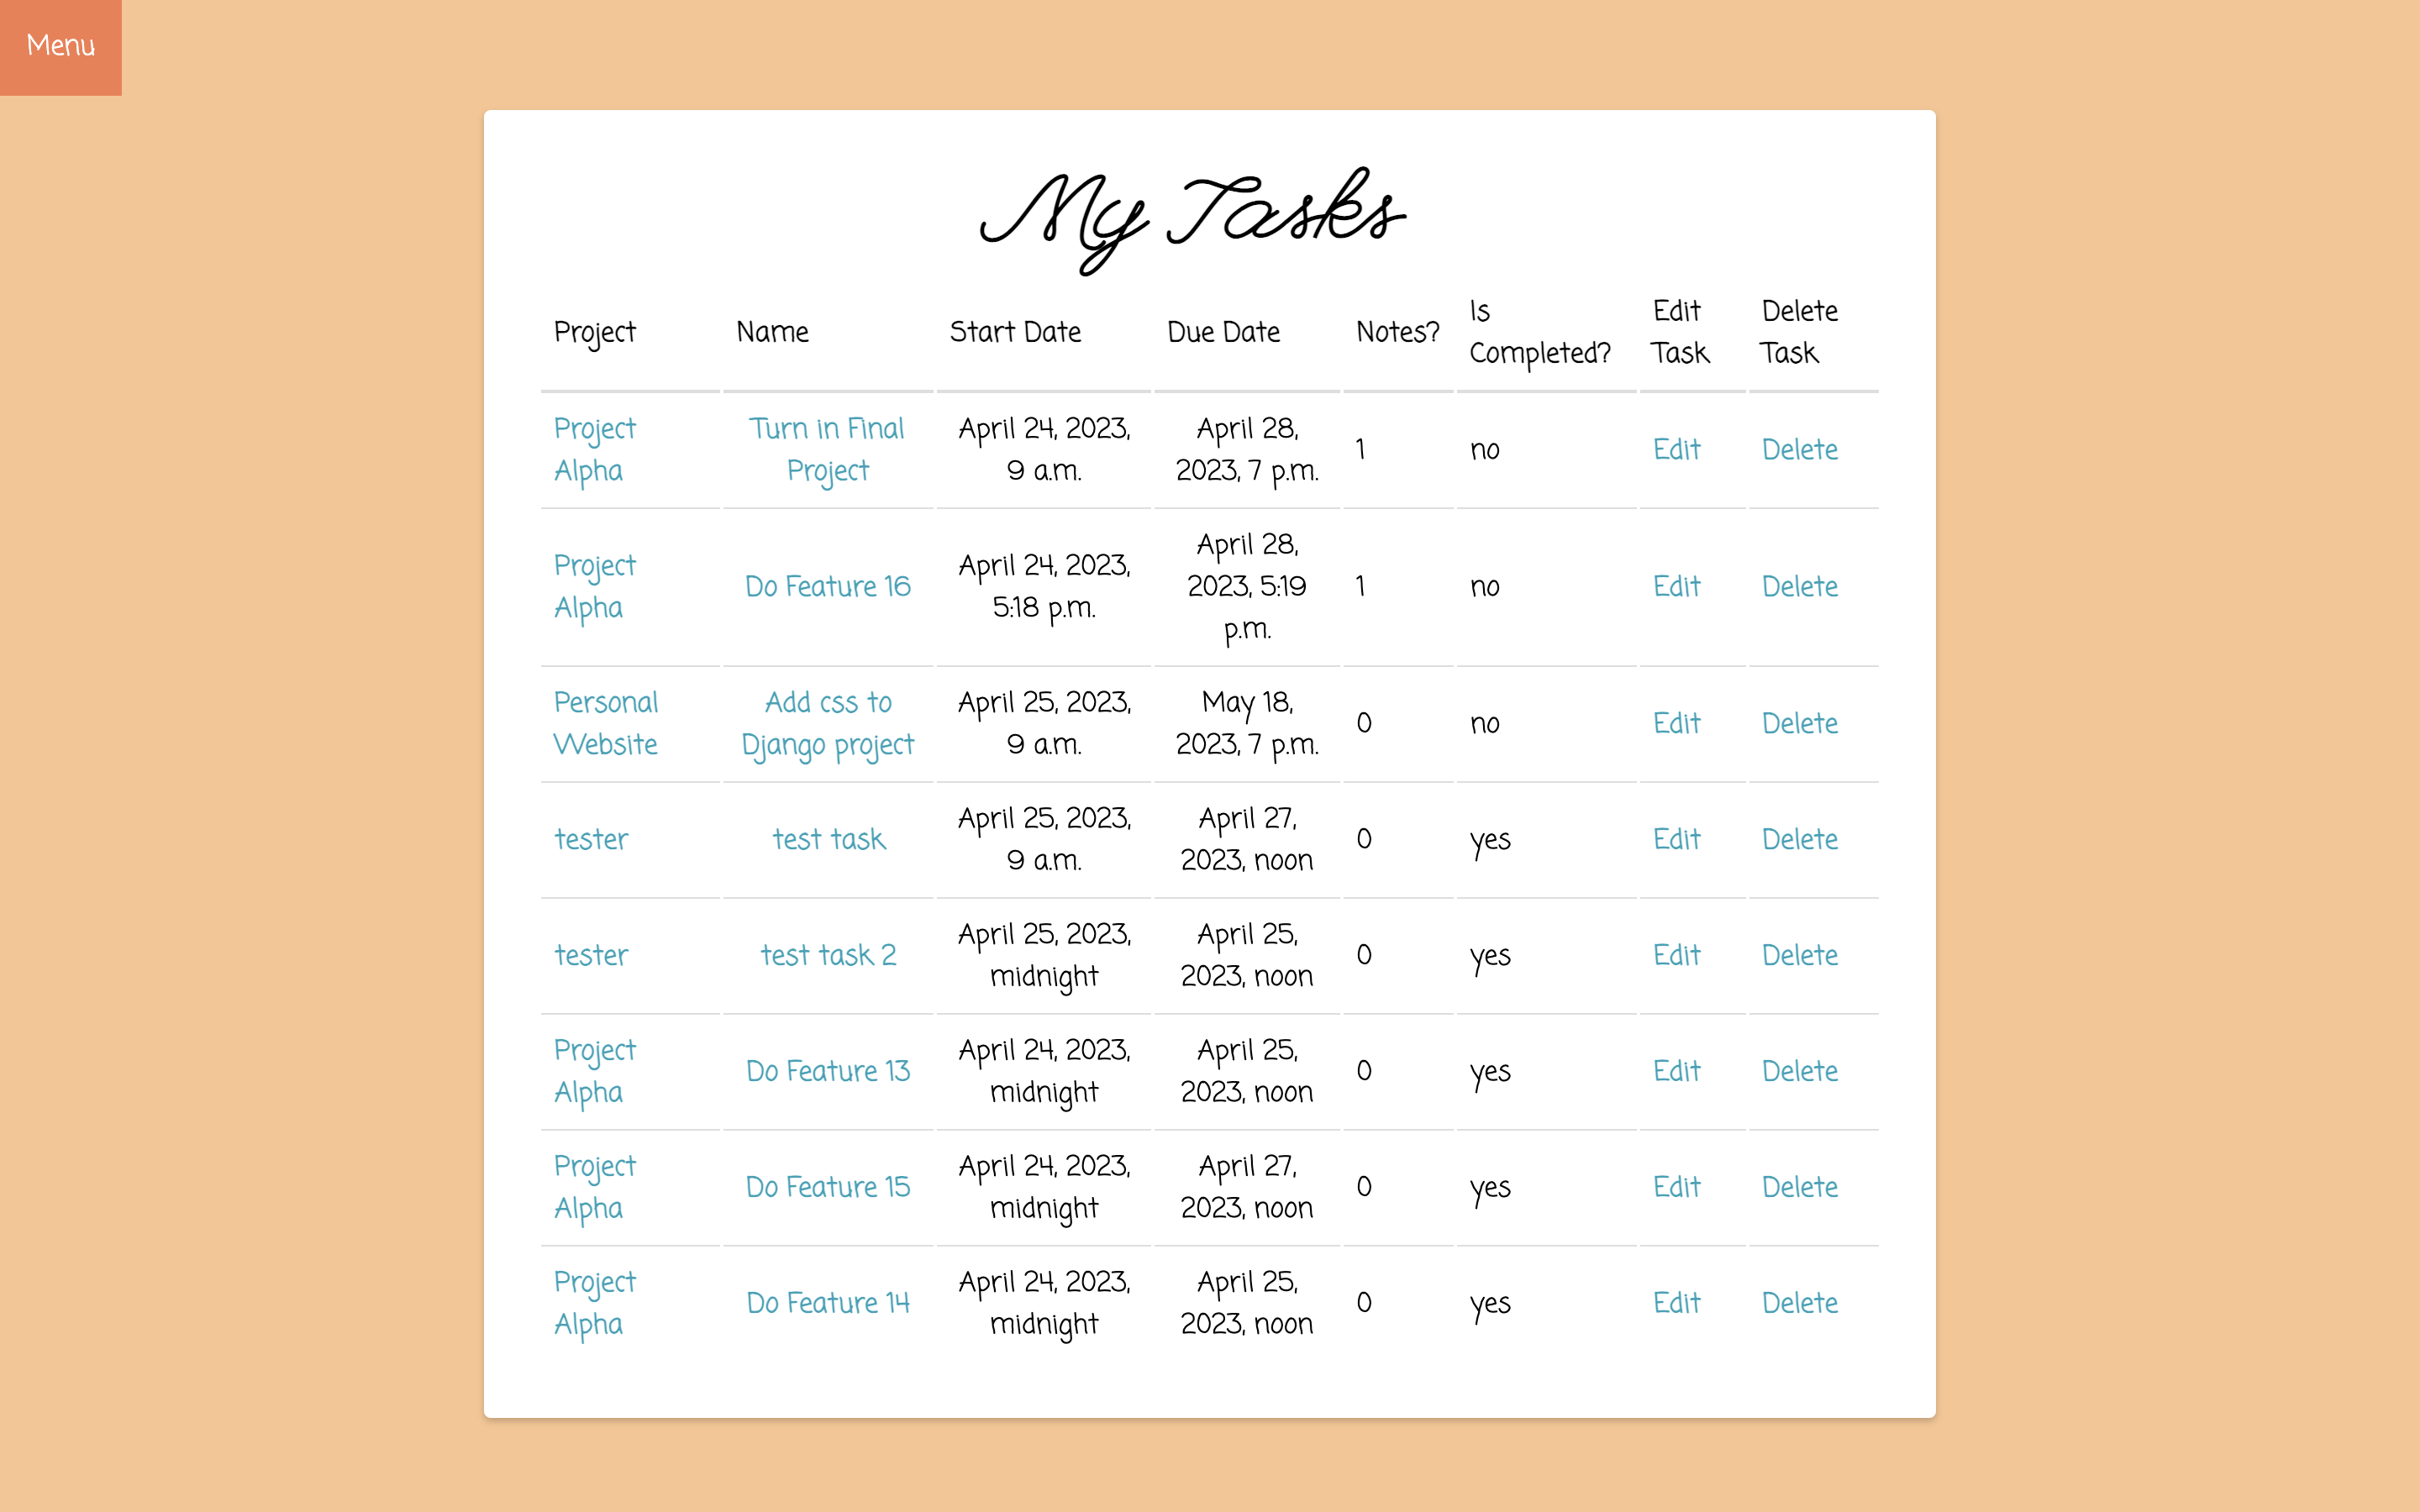 Menu
My Tasks
Project Name Start Date Due Date Notes? Is Completed? Edit Task Delete Task
Project Alpha Turn in Final Project April 24, 2023, 9 a.m. April 28, 2023, 7 p.m. 1 no Edit Delete
Project Alpha Do Feature 16 April 24, 2023, 5:18 p.m. April 28, 2023, 5:19 p.m. 1 no Edit Delete
Personal Website Add css to Django project April 25, 2023, 9 a.m. May 18, 2023, 7 p.m. 0 no Edit Delete
tester test task April 25, 2023, 9 a.m. April 27, 2023, noon 0 yes Edit Delete
tester test task 2 April 25, 2023, midnight April 25, 2023, noon 0 yes Edit Delete
Project Alpha Do Feature 13 April 24, 2023, midnight April 25, 2023, noon 0 yes Edit Delete
Project Alpha Do Feature 15 April 24, 2023, midnight April 27, 2023, noon 0 yes Edit Delete
Project Alpha Do Feature 14 April 24, 2023, midnight April 25, 2023, noon 0 yes Edit Delete